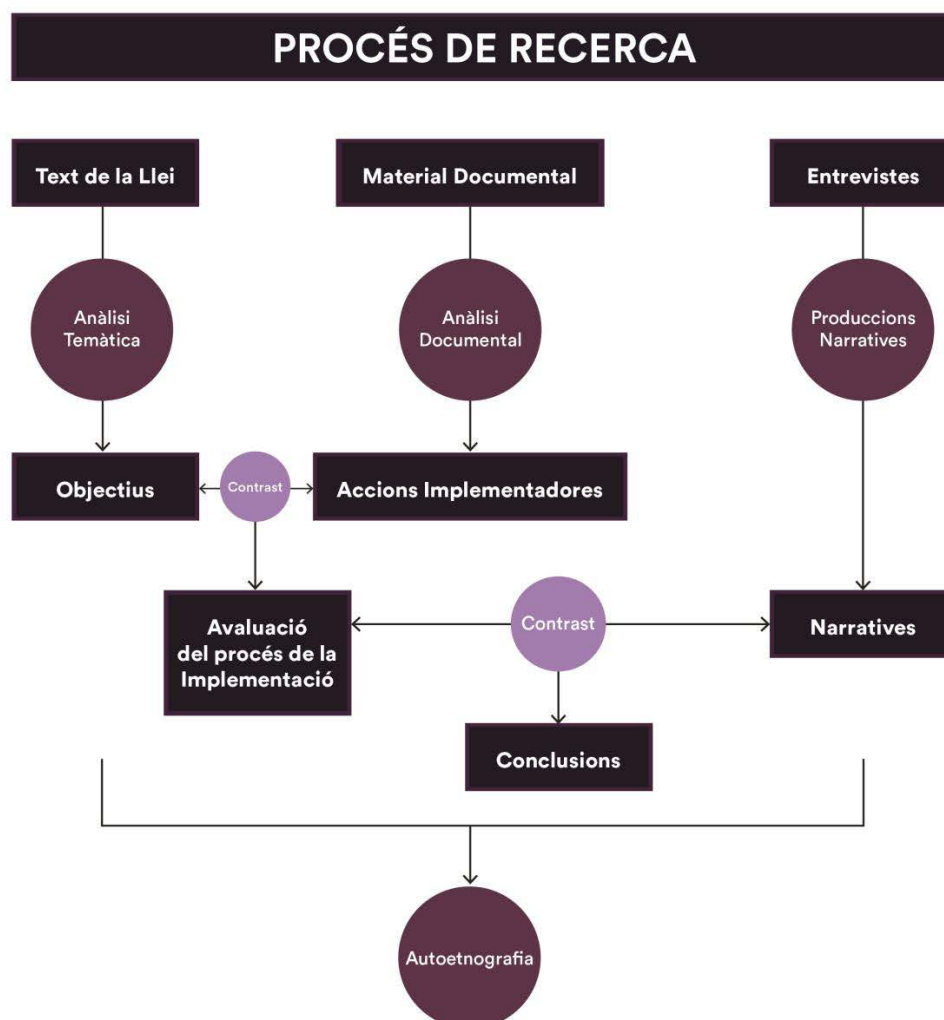 PROCÉS DE RECERCA
Text de la Llei
Material Documental
Entrevistes
Anàlisi
Temàtica
Anàlisi
Documental
Produccions
Narratives
Objectius
Contrast
Accions Implementadores
Avaluació
del procés de la
Implementació
Contrast
Narratives
Conclusions
Autoetnografia